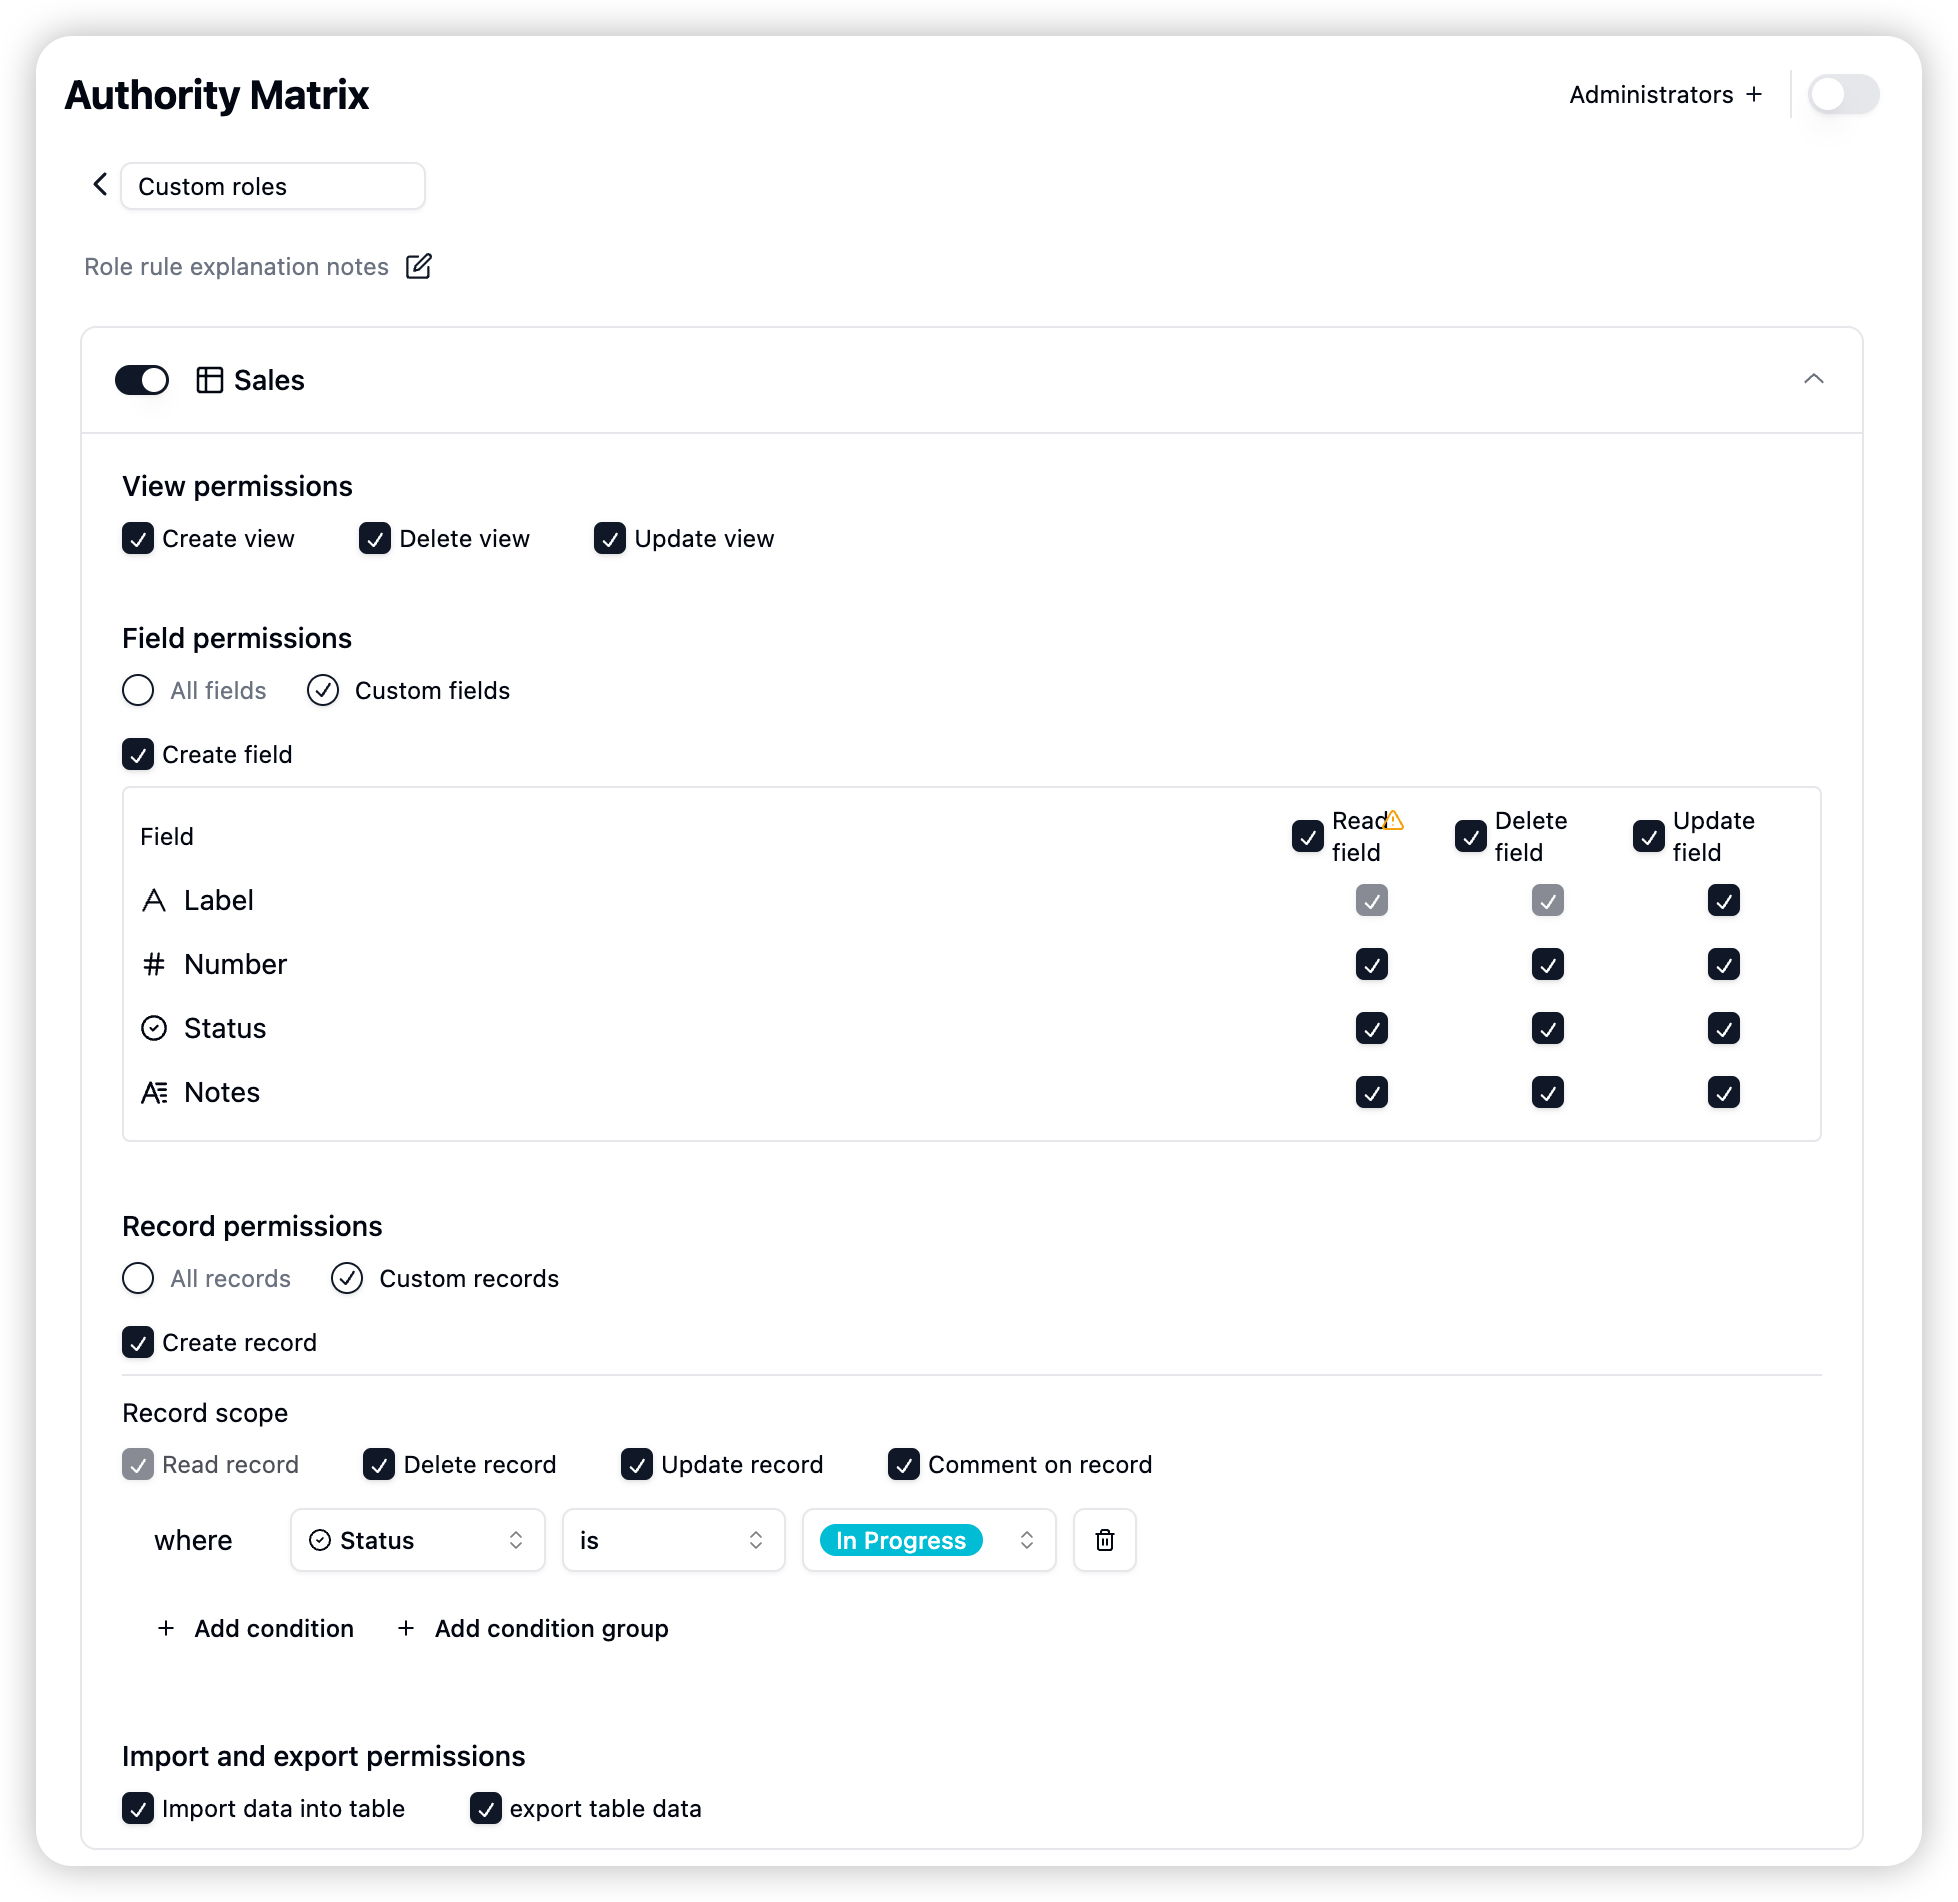 Authority Matrix
Administrators +
Custom roles
Role rule explanation notes
Sales
View permissions
Create view
Delete view
Update view
Field permissions
All fields
Custom fields
Create field
Field
Read
field
Delete
field
Update
field
Label
Number
Status
Notes
Record permissions
All records
Custom records
Create record
Record scope
Read record
Delete record
Update record
Comment on record
where
Status
is
In Progress
+ Add condition
+ Add condition group
Import and export permissions
Import data into table
export table data